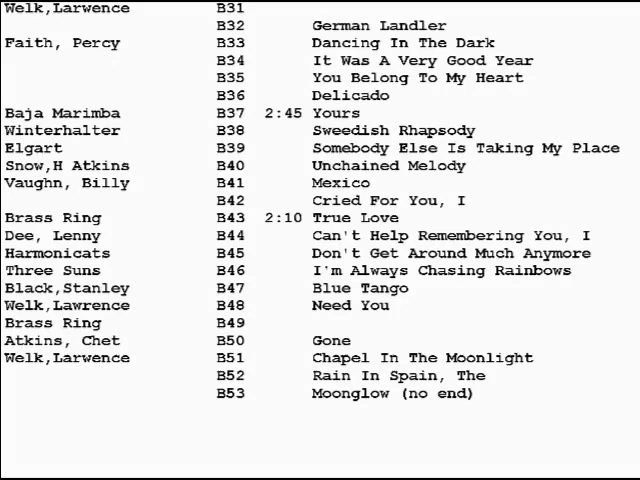 Welk,Larwence B31
B32 German Landler
Faith, Percy B33 Dancing In The Dark
B34 It Was A Very Good Year
B35 You Belong To My Heart
B36 Delicado
Baja Marimba B37 2:45 Yours
Winterhalter B38 Sweedish Rhapsody
Elgart B39 Somebody Else Is Taking My Place
Snow,H Atkins B40 Unchained Melody
Vaughn, Billy B41 Mexico
B42 Cried For You, I
Brass Ring B43 2:10 True Love
Dee, Lenny B44 Can't Help Remembering You, I
Harmonicats B45 Don't Get Around Much Anymore
Three Suns B46 I'm Always Chasing Rainbows
Black,Stanley B47 Blue Tango
Welk,Lawrence B48 Need You
Brass Ring B49
Atkins, Chet B50 Gone
Welk,Larwence B51 Chapel In The Moonlight
B52 Rain In Spain, The
B53 Moonglow (no end)